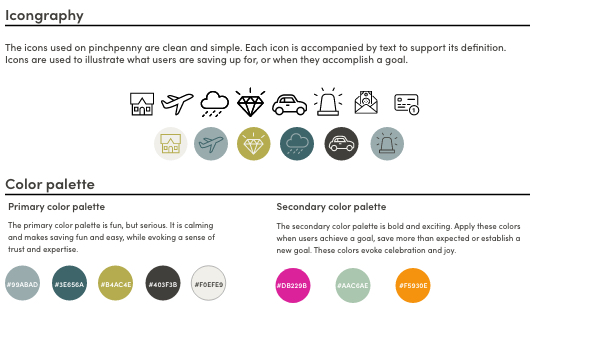 Iconography
The icons used on pinchpenny are clean and simple. Each icon is accompanied by text to support its definition.
Icons are used to illustrate what users are saving up for, or when they accomplish a goal.
Color palette
Primary color palette
The primary color palette is fun, but serious. It is calming
and makes saving fun and easy, while evoking a sense of
trust and expertise.
#99ABAD
#3E656A
#B4AC4E
#403F3B
#F0EFE9
Secondary color palette
The secondary color palette is bold and exciting. Apply these colors
when users achieve a goal, save more than expected or establish a
new goal. These colors evoke celebration and joy.
#DB229B
#AAC6AE
#F5930E